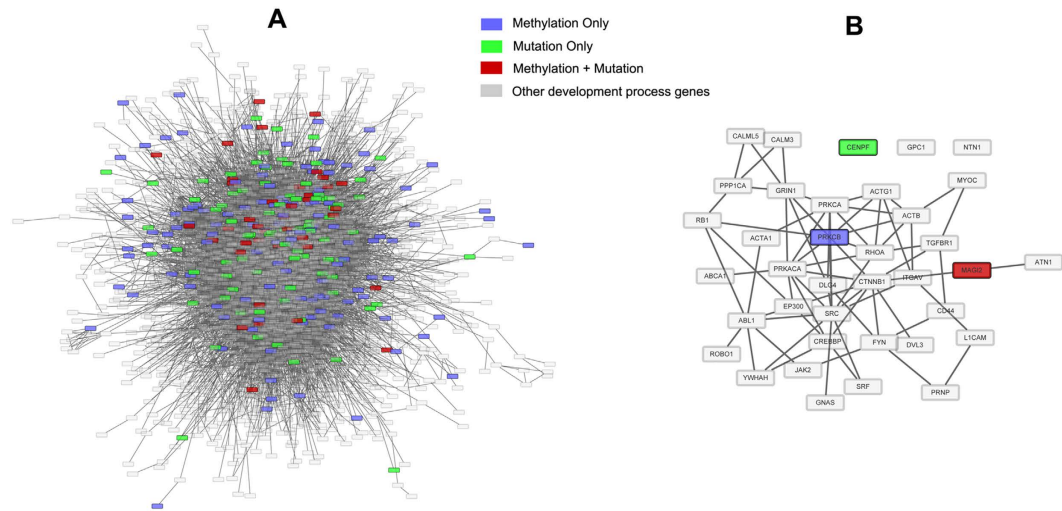 A
Methylation Only
Mutation Only
Methylation + Mutation
Other development process genes
B
CALML5
CALM3
CENPF
GPC1
NTN1
PPP1CA
GRIN1
ACTG1
MYOC
PRKCA
RB1
ACTB
ACTA1
PRKCB
TGFBR1
RHOA
ATN1
ABCA1
PRKACA
MAGI2
DLG4
CTNNB1
ITGAV
EP300
CD44
ABL1
SRC
ROBO1
CREBBP
FYN
DVL3
L1CAM
YWHAH
JAK2
SRF
PRNP
GNAS